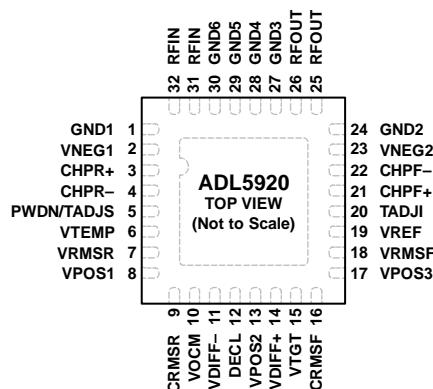 32 RFIN
31 RFIN
30 GND6
29 GND5
28 GND4
27 GND3
26 RFOUT
25 RFOUT
GND1 1
VNEG1 2
CHPR+ 3
CHPR– 4
PWDN/TADJS 5
VTEMP 6
VRMSR 7
VPOS1 8
ADL5920
TOP VIEW
(Not to Scale)
24 GND2
23 VNEG2
22 CHPF–
21 CHPF+
20 TADJI
19 VREF
18 VRMSF
17 VPOS3
CRMSR 9
VOCM 10
VDIFF– 11
DECL 12
VPOS2 13
VDIFF+ 14
VTGT 15
CRMSF 16